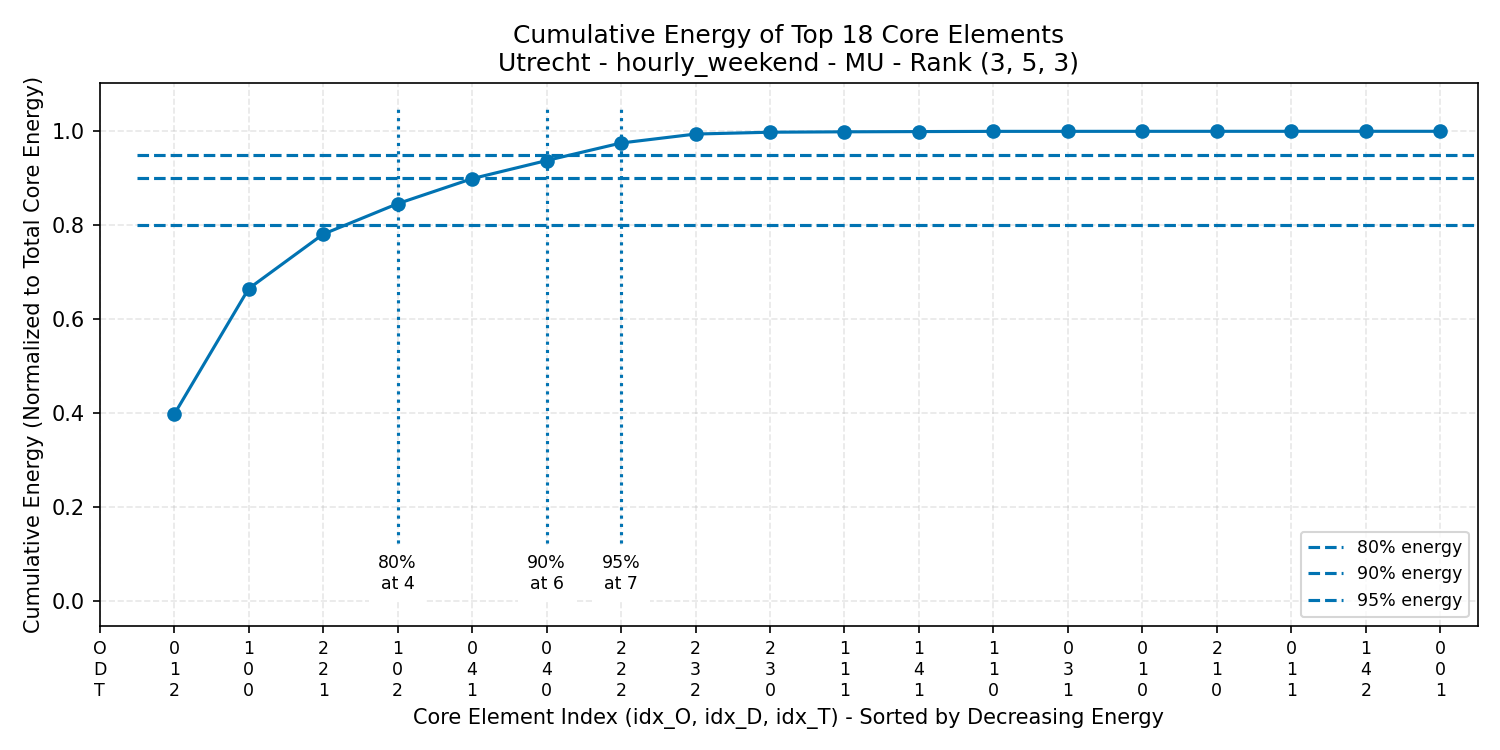 Cumulative Energy of Top 18 Core Elements
Utrecht - hourly_weekend - MU - Rank (3, 5, 3)
Cumulative Energy (Normalized to Total Core Energy)
1.0
0.8
0.6
0.4
0.2
0.0
80%
at 4
90%
at 6
95%
at 7
80% energy
90% energy
95% energy
O 0 1 2 1 0 0 2 2 2 1 1 1 0 0 2 0 1 0
D 1 0 2 0 4 4 2 3 3 1 4 1 3 1 1 1 4 0
T 2 0 1 2 1 0 2 2 0 1 1 0 1 0 0 1 2 1
Core Element Index (idx_O, idx_D, idx_T) - Sorted by Decreasing Energy